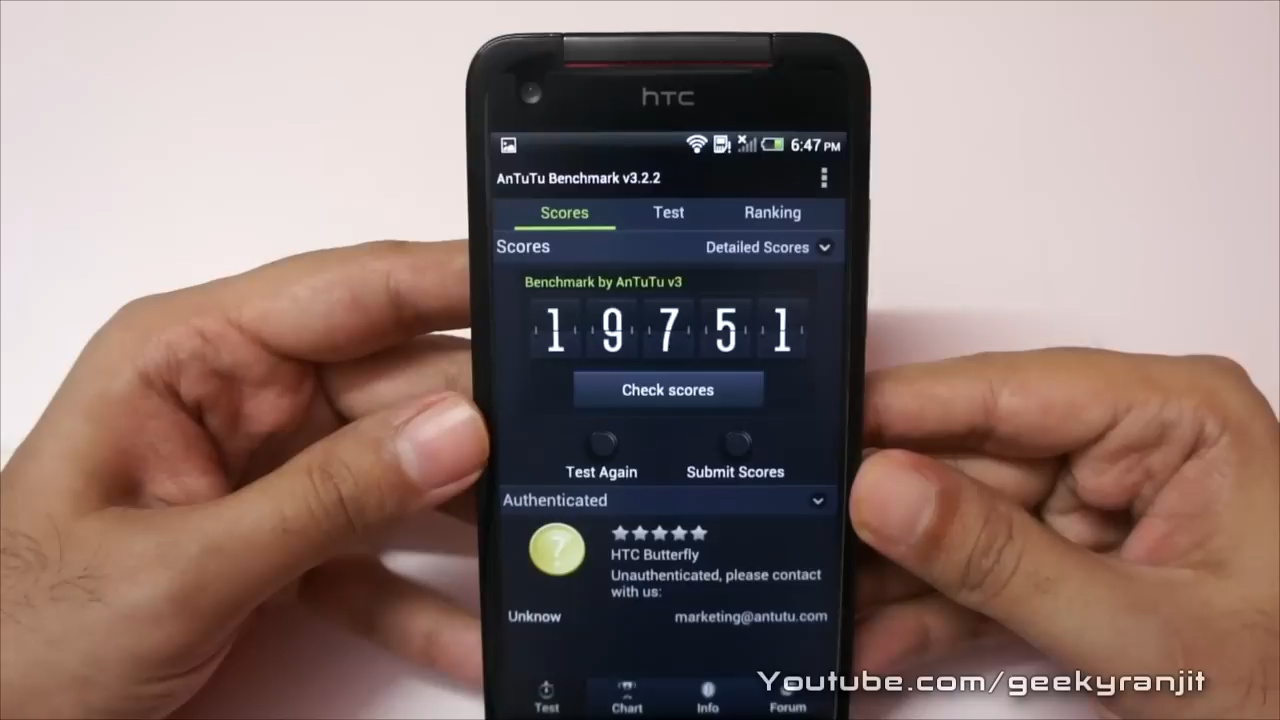 hTC
6:47 PM
AnTuTu Benchmark v3.2.2
Scores Test Ranking
Scores Detailed Scores
Benchmark by AnTuTu v3
19751
Check scores
Test Again Submit Scores
Authenticated
?
HTC Butterfly
Unauthenticated, please contact
with us:
Unknow marketing@antutu.com
Test Chart Info Forum
Youtube.com/geekyranjit